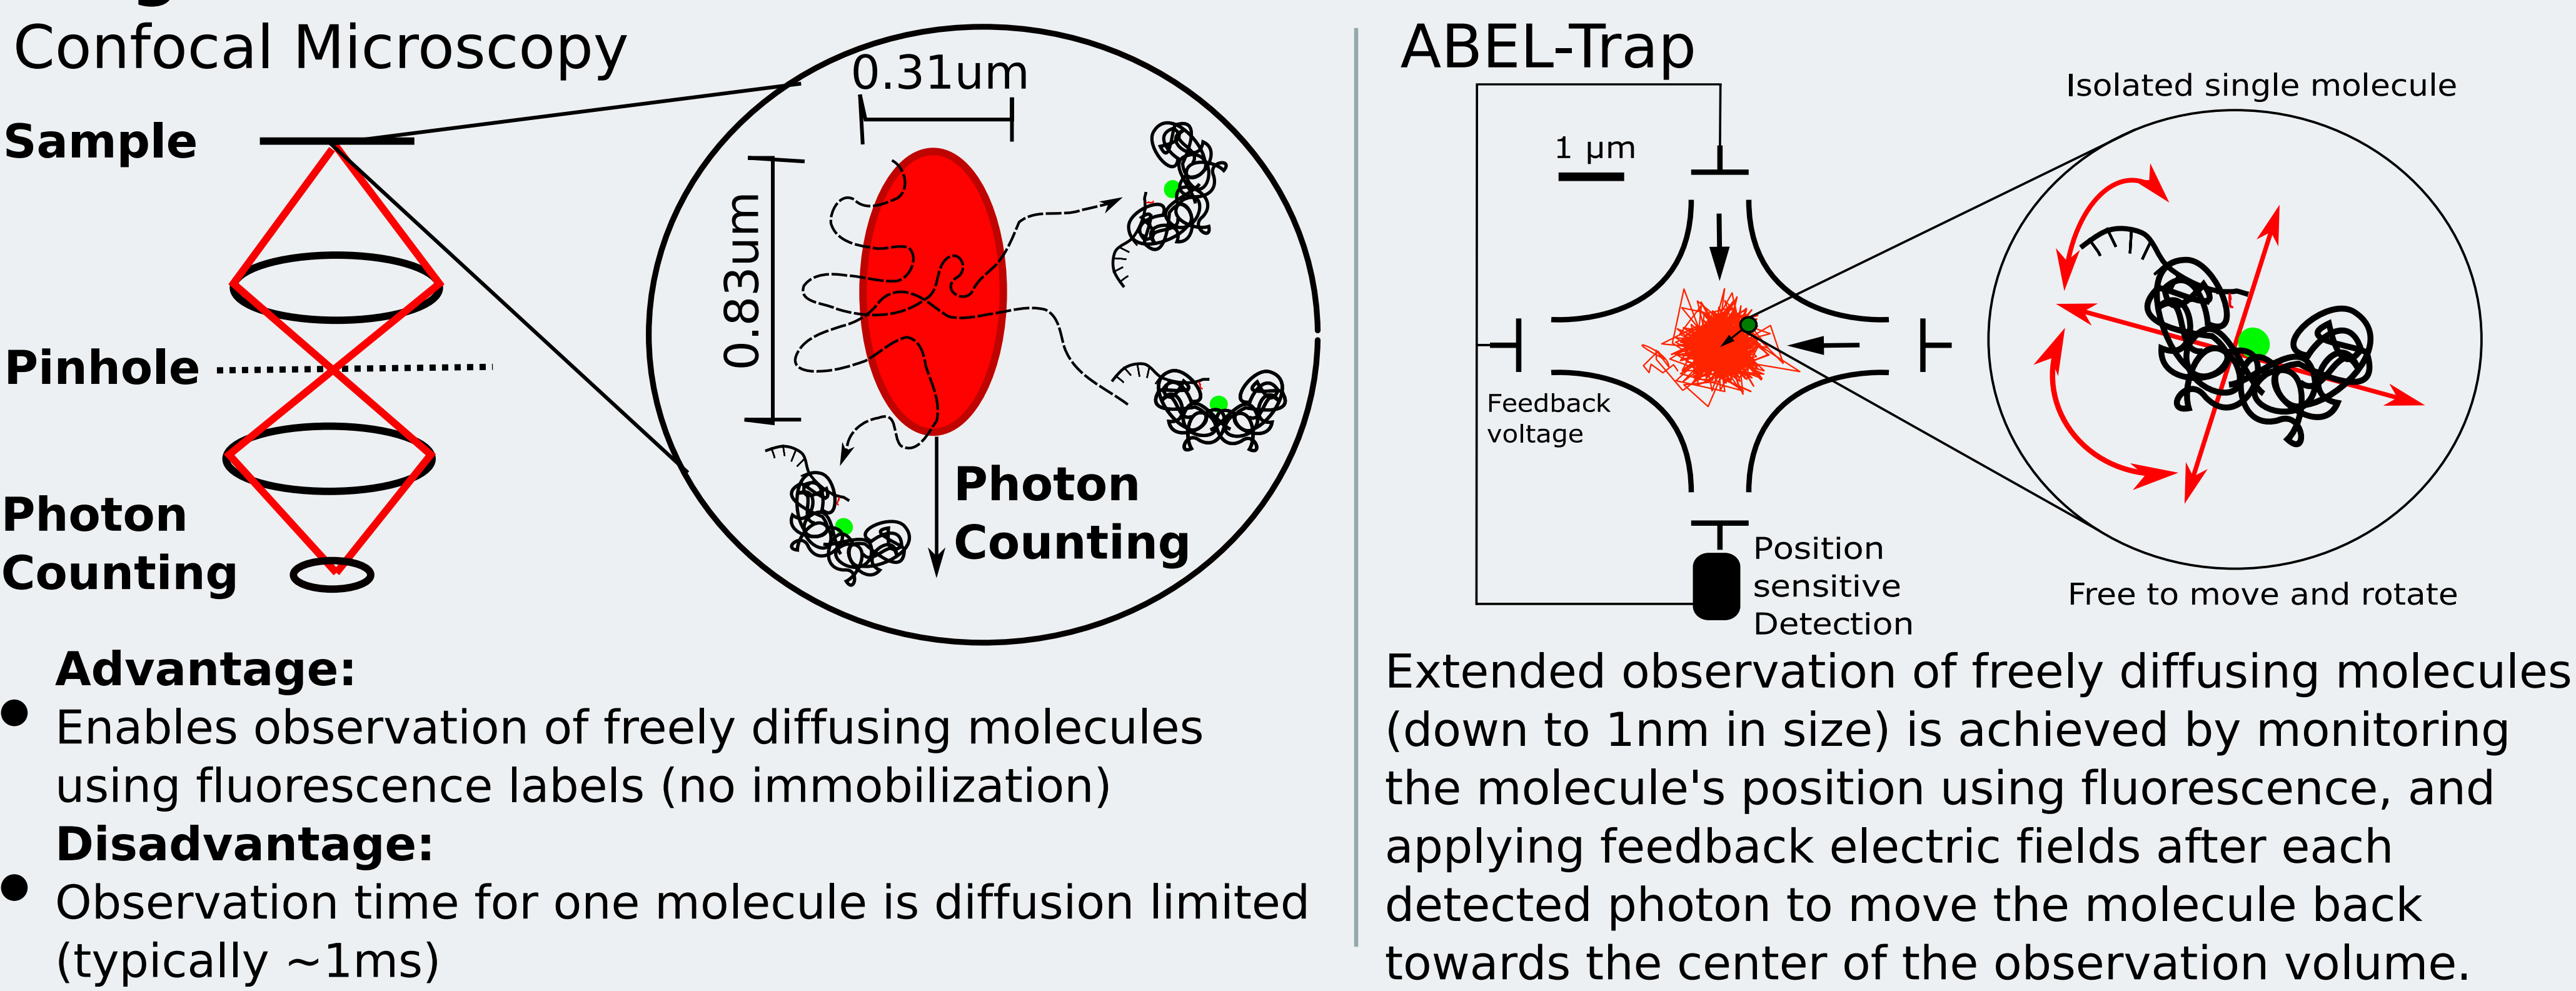 Confocal Microscopy
Sample
Pinhole
Photon
Counting
0.31um
0.83um
Photon
Counting
Advantage:
● Enables observation of freely diffusing molecules
using fluorescence labels (no immobilization)
Disadvantage:
● Observation time for one molecule is diffusion limited
(typically ~1ms)
ABEL-Trap
1 µm
Feedback
voltage
Position
sensitive
Detection
Isolated single molecule
Free to move and rotate
Extended observation of freely diffusing molecules
(down to 1nm in size) is achieved by monitoring
the molecule's position using fluorescence, and
applying feedback electric fields after each
detected photon to move the molecule back
towards the center of the observation volume.